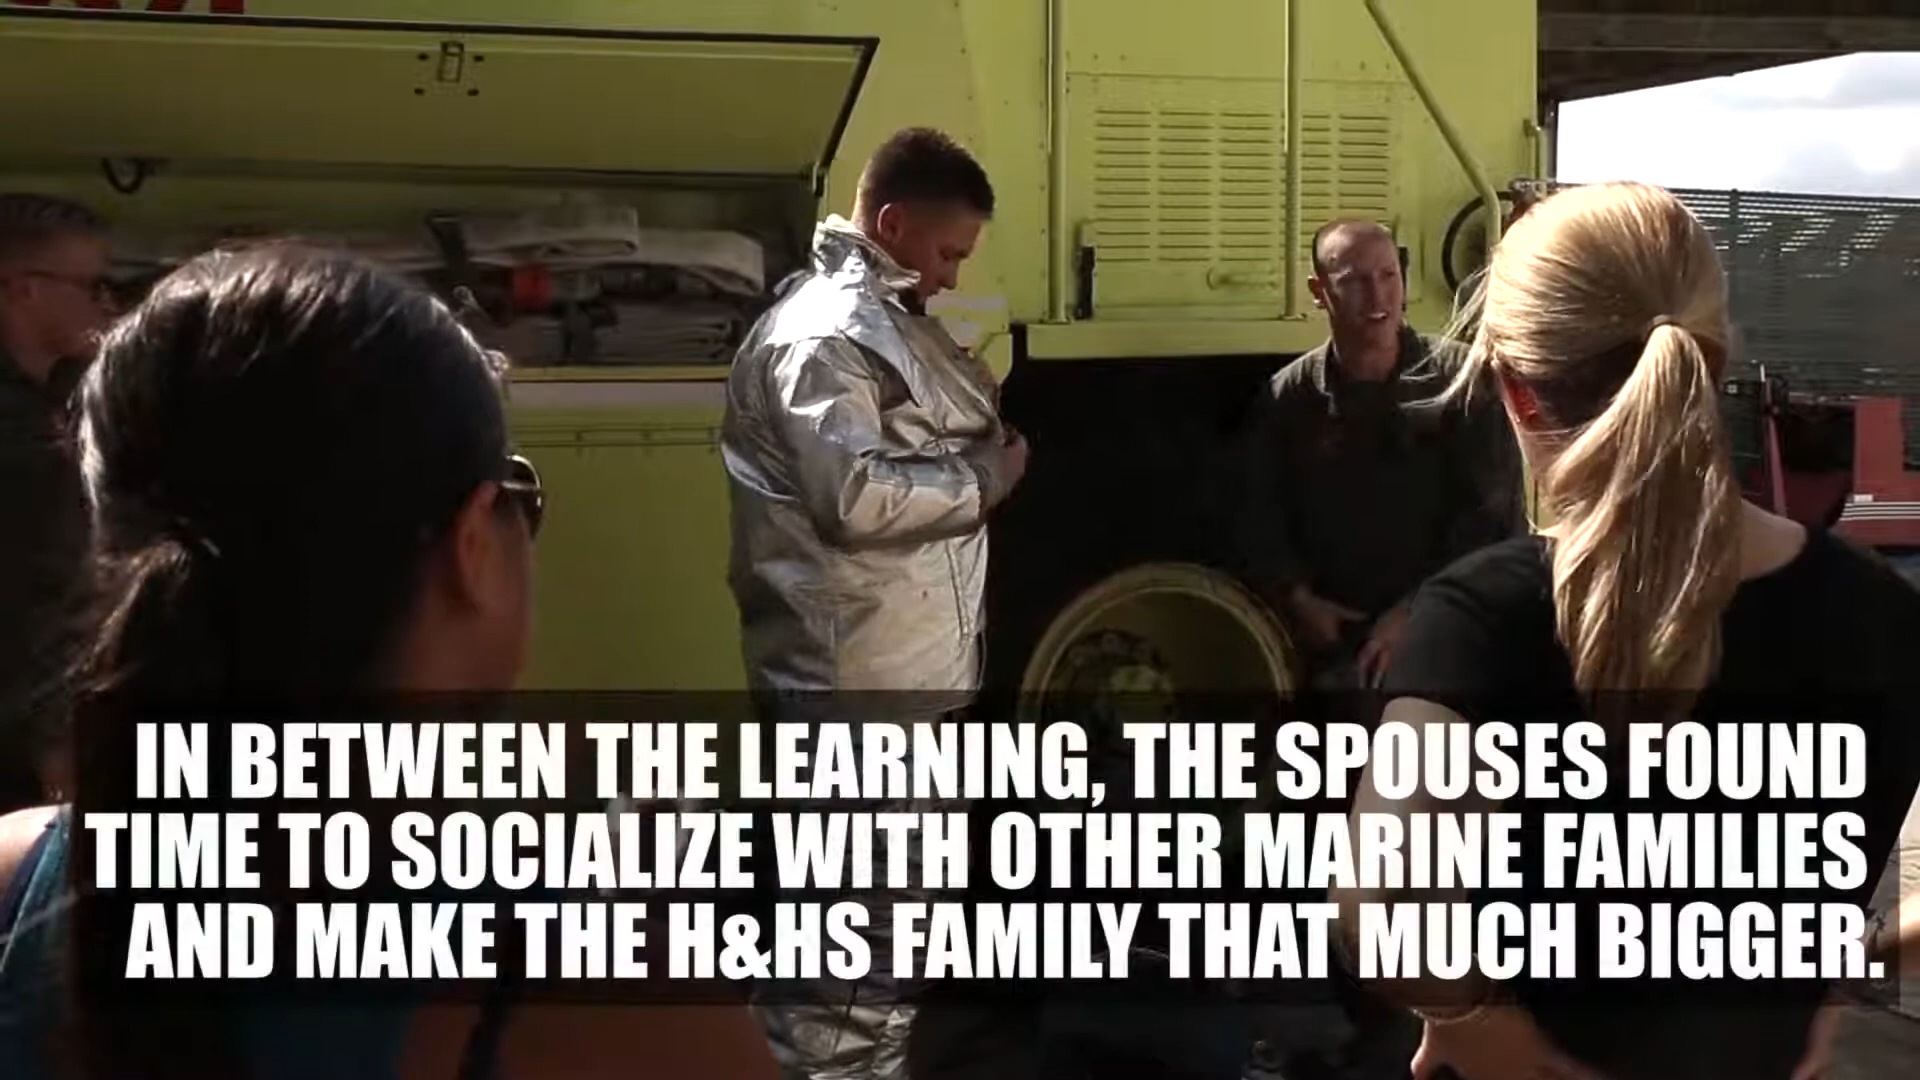 IN BETWEEN THE LEARNING, THE SPOUSES FOUND
TIME TO SOCIALIZE WITH OTHER MARINE FAMILIES
AND MAKE THE H&HS FAMILY THAT MUCH BIGGER.